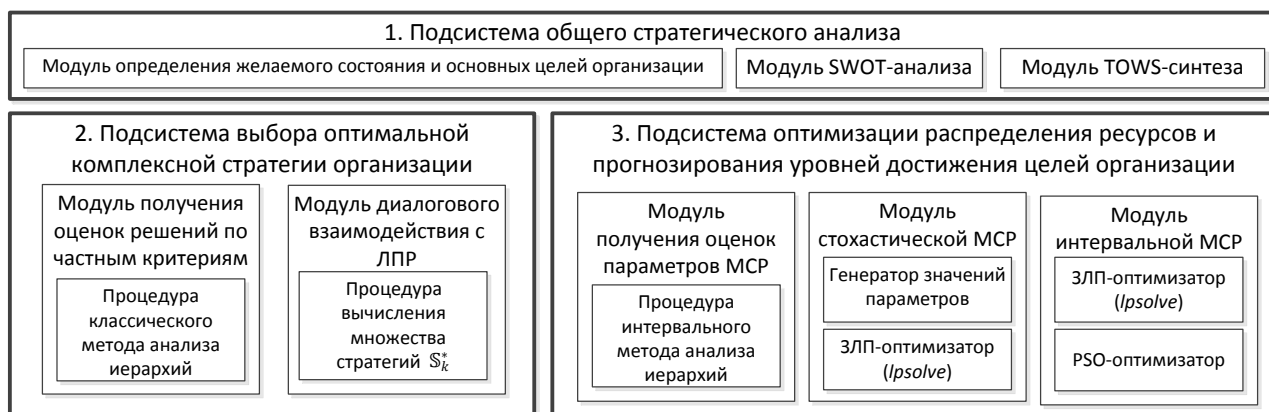 1. Подсистема общего стратегического анализа
Модуль определения желаемого состояния и основных целей организации
Модуль SWOT-анализа
Модуль TOWS-синтеза
2. Подсистема выбора оптимальной
комплексной стратегии организации
Модуль получения
оценок решений по
частным критериям
Процедура
классического
метода анализа
иерархий
Модуль диалогового
взаимодействия с
ЛПР
Процедура
вычисления
множества
стратегий 𝕊*ₖ
3. Подсистема оптимизации распределения ресурсов и
прогнозирования уровней достижения целей организации
Модуль
получения оценок
параметров МСР
Процедура
интервального
метода анализа
иерархий
Модуль
стохастической МСР
Генератор значений
параметров
ЗЛП-оптимизатор
(lpsolve)
Модуль
интервальной МСР
ЗЛП-оптимизатор
(lpsolve)
PSO-оптимизатор